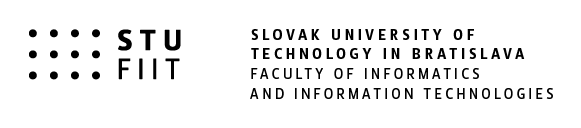 STU
FIIT
SLOVAK UNIVERSITY OF
TECHNOLOGY IN BRATISLAVA
FACULTY OF INFORMATICS
AND INFORMATION TECHNOLOGIES